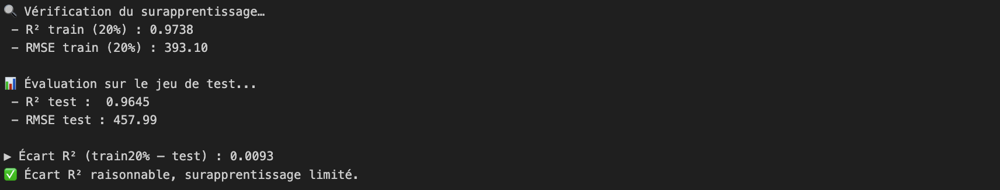 🔍 Vérification du surapprentissage…
– R² train (20%) : 0.9738
– RMSE train (20%) : 393.10
📊 Évaluation sur le jeu de test...
– R² test :  0.9645
– RMSE test : 457.99
▶ Écart R² (train20% – test) : 0.0093
✅ Écart R² raisonnable, surapprentissage limité.